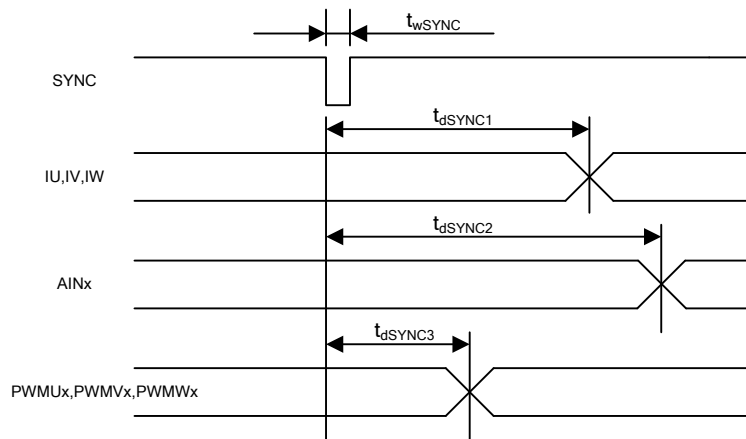 twSYNC
SYNC
tdSYNC1
IU,IV,IW
tdSYNC2
AINx
tdSYNC3
PWMUx,PWMVx,PWMWx